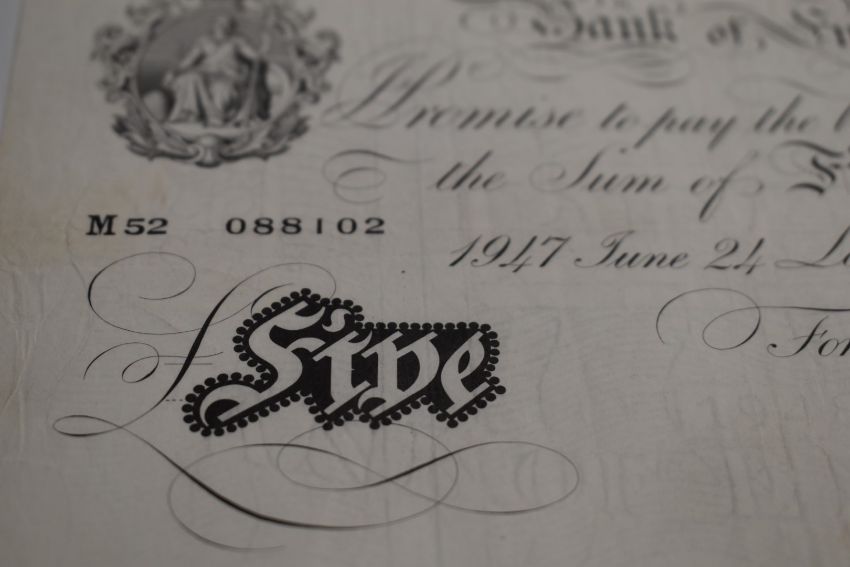 Bank of
Promise to pay the
the Sum of
M52 088102
1947 June 24
£ Five
For